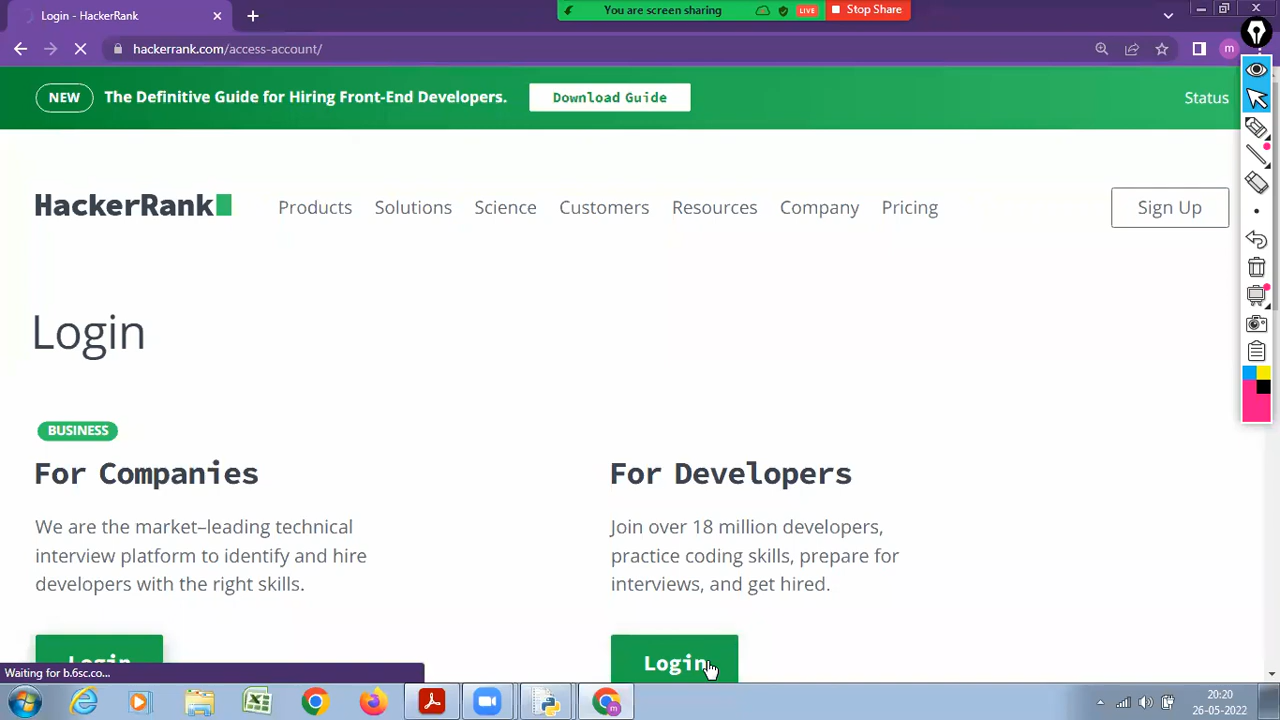 Login - HackerRank
You are screen sharing
LIVE
Stop Share
hackerrank.com/access-account/
m
NEW
The Definitive Guide for Hiring Front-End Developers.
Download Guide
Status
HackerRank
Products
Solutions
Science
Customers
Resources
Company
Pricing
Sign Up
Login
BUSINESS
For Companies
We are the market–leading technical
interview platform to identify and hire
developers with the right skills.
Login
For Developers
Join over 18 million developers,
practice coding skills, prepare for
interviews, and get hired.
Login
Waiting for b.6sc.co...
m
20:20
26-05-2022